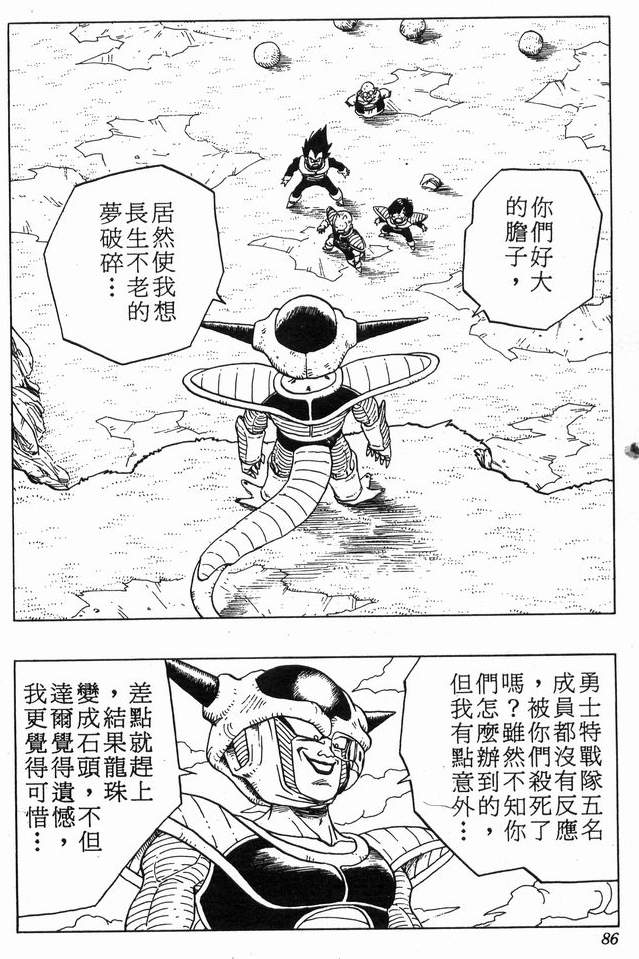 你們好大
的膽子，
居然使我想
長生不老的
夢破碎…
勇士特戰隊五名
成員都沒有反應
，被你們殺死了
嗎？雖然不知你
們怎麼辦到的，
但我有點意外…
差點就趕上
，結果龍珠
變成石頭，不但
達爾覺得遺憾，
我更覺得可惜…
86